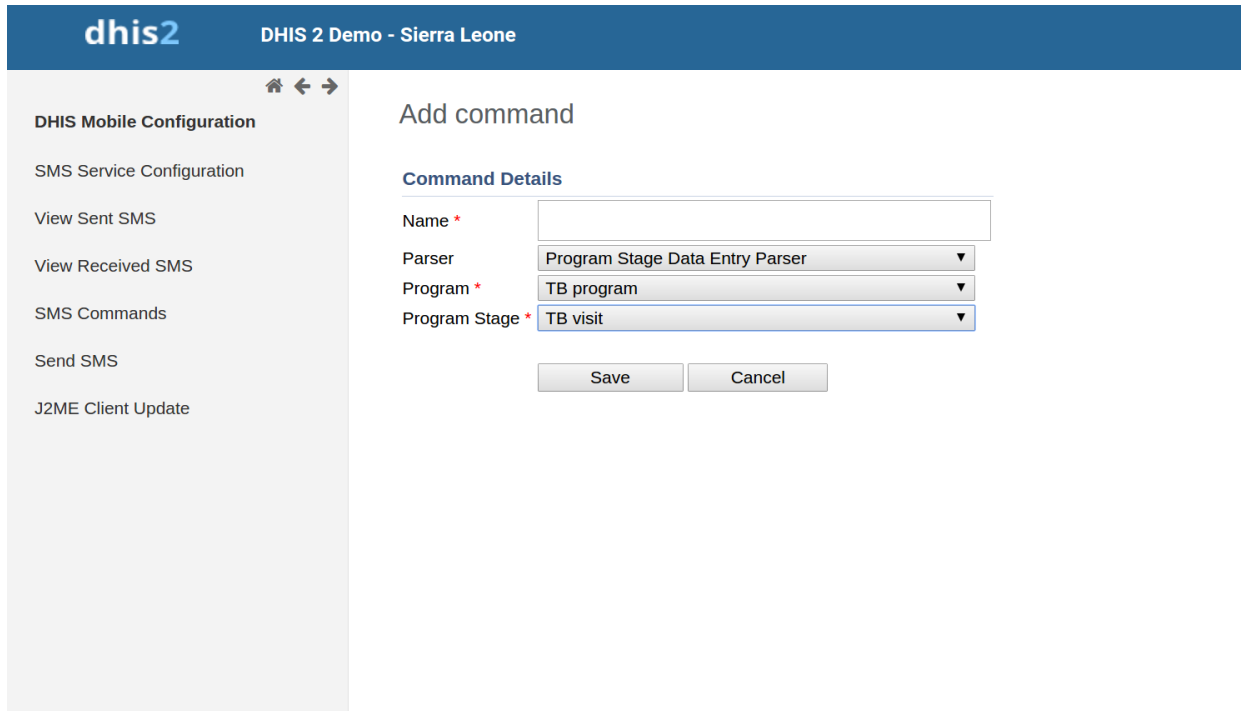 dhis2
DHIS 2 Demo - Sierra Leone
DHIS Mobile Configuration
SMS Service Configuration
View Sent SMS
View Received SMS
SMS Commands
Send SMS
J2ME Client Update
Add command
Command Details
Name *
Parser Program Stage Data Entry Parser
Program * TB program
Program Stage * TB visit
Save Cancel